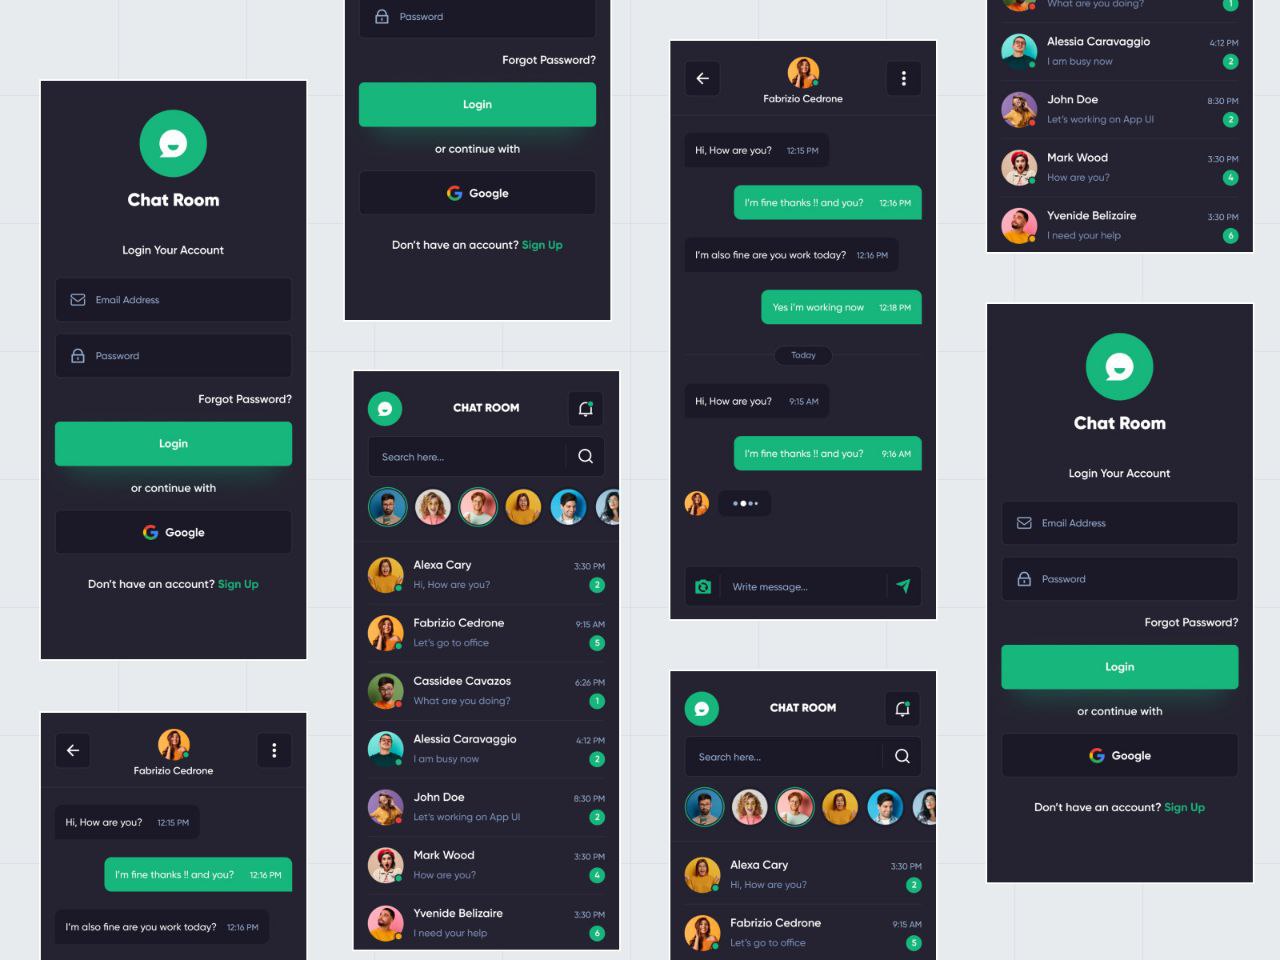 Chat Room
Login Your Account
Email Address
Password
Forgot Password?
Login
or continue with
Google
Don't have an account? Sign Up
Fabrizio Cedrone
Hi, How are you? 12:15 PM
I'm fine thanks !! and you? 12:16 PM
I'm also fine are you work today? 12:16 PM
Password
Forgot Password?
Login
or continue with
Google
Don't have an account? Sign Up
CHAT ROOM
Search here...
Alexa Cary 3:30 PM
Hi, How are you? 2
Fabrizio Cedrone 9:15 AM
Let's go to office 5
Cassidee Cavazos 6:26 PM
What are you doing? 1
Alessia Caravaggio 4:12 PM
I am busy now 2
John Doe 8:30 PM
Let's working on App UI 2
Mark Wood 3:30 PM
How are you? 4
Yvenide Belizaire 3:30 PM
I need your help 6
Fabrizio Cedrone
Hi, How are you? 12:15 PM
I'm fine thanks !! and you? 12:16 PM
I'm also fine are you work today? 12:16 PM
Yes i'm working now 12:18 PM
Today
Hi, How are you? 9:15 AM
I'm fine thanks !! and you? 9:16 AM
Write message...
CHAT ROOM
Search here...
Alexa Cary 3:30 PM
Hi, How are you? 2
Fabrizio Cedrone 9:15 AM
Let's go to office 5
What are you doing? 1
Alessia Caravaggio 4:12 PM
I am busy now 2
John Doe 8:30 PM
Let's working on App UI 2
Mark Wood 3:30 PM
How are you? 4
Yvenide Belizaire 3:30 PM
I need your help 6
Chat Room
Login Your Account
Email Address
Password
Forgot Password?
Login
or continue with
Google
Don't have an account? Sign Up